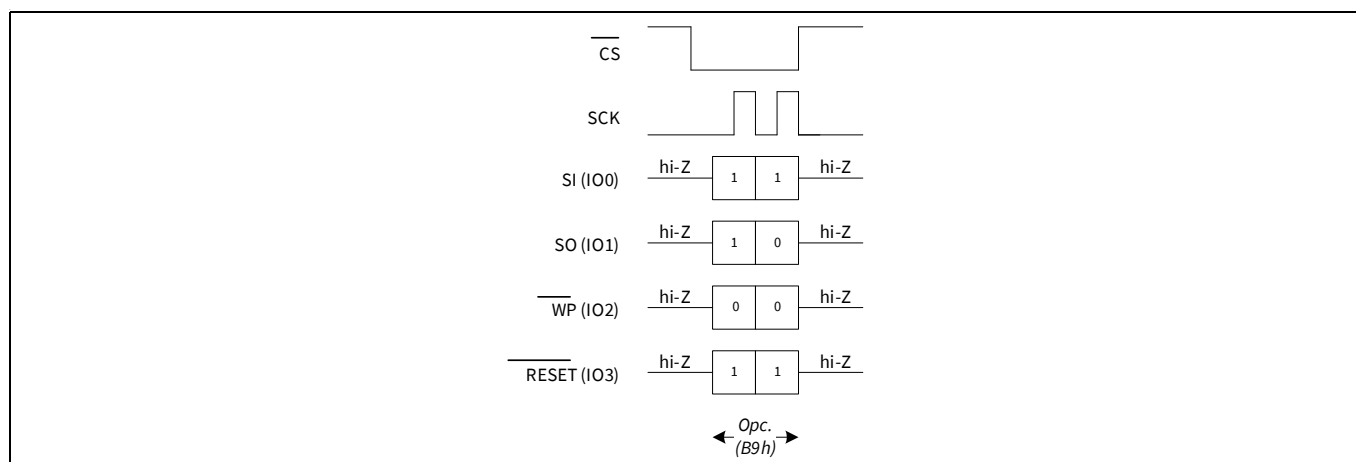 CS
SCK
SI (IO0) hi-Z 1 1 hi-Z
SO (IO1) hi-Z 1 0 hi-Z
WP (IO2) hi-Z 0 0 hi-Z
RESET (IO3) hi-Z 1 1 hi-Z
Opc.
(B9h)